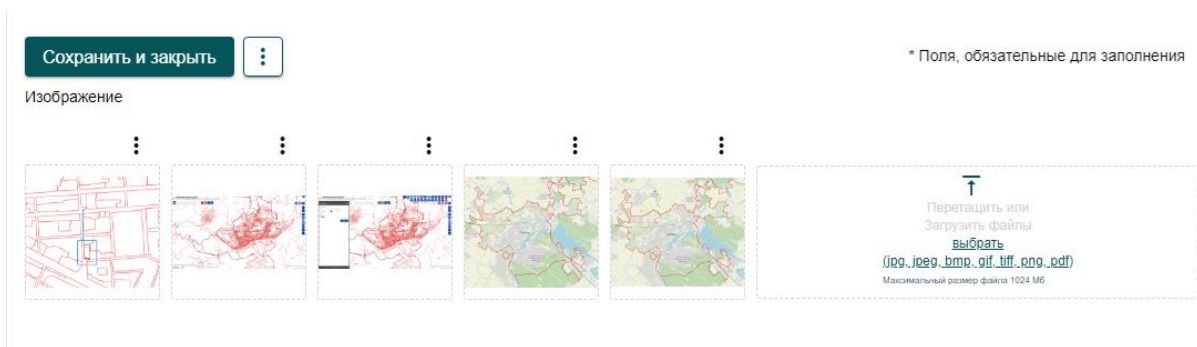 Сохранить и закрыть
* Поля, обязательные для заполнения
Изображение
Перетащить или
Загрузить файлы
выбрать
(jpg, jpeg, bmp, gif, tiff, png, pdf)
Максимальный размер файла 1024 Мб